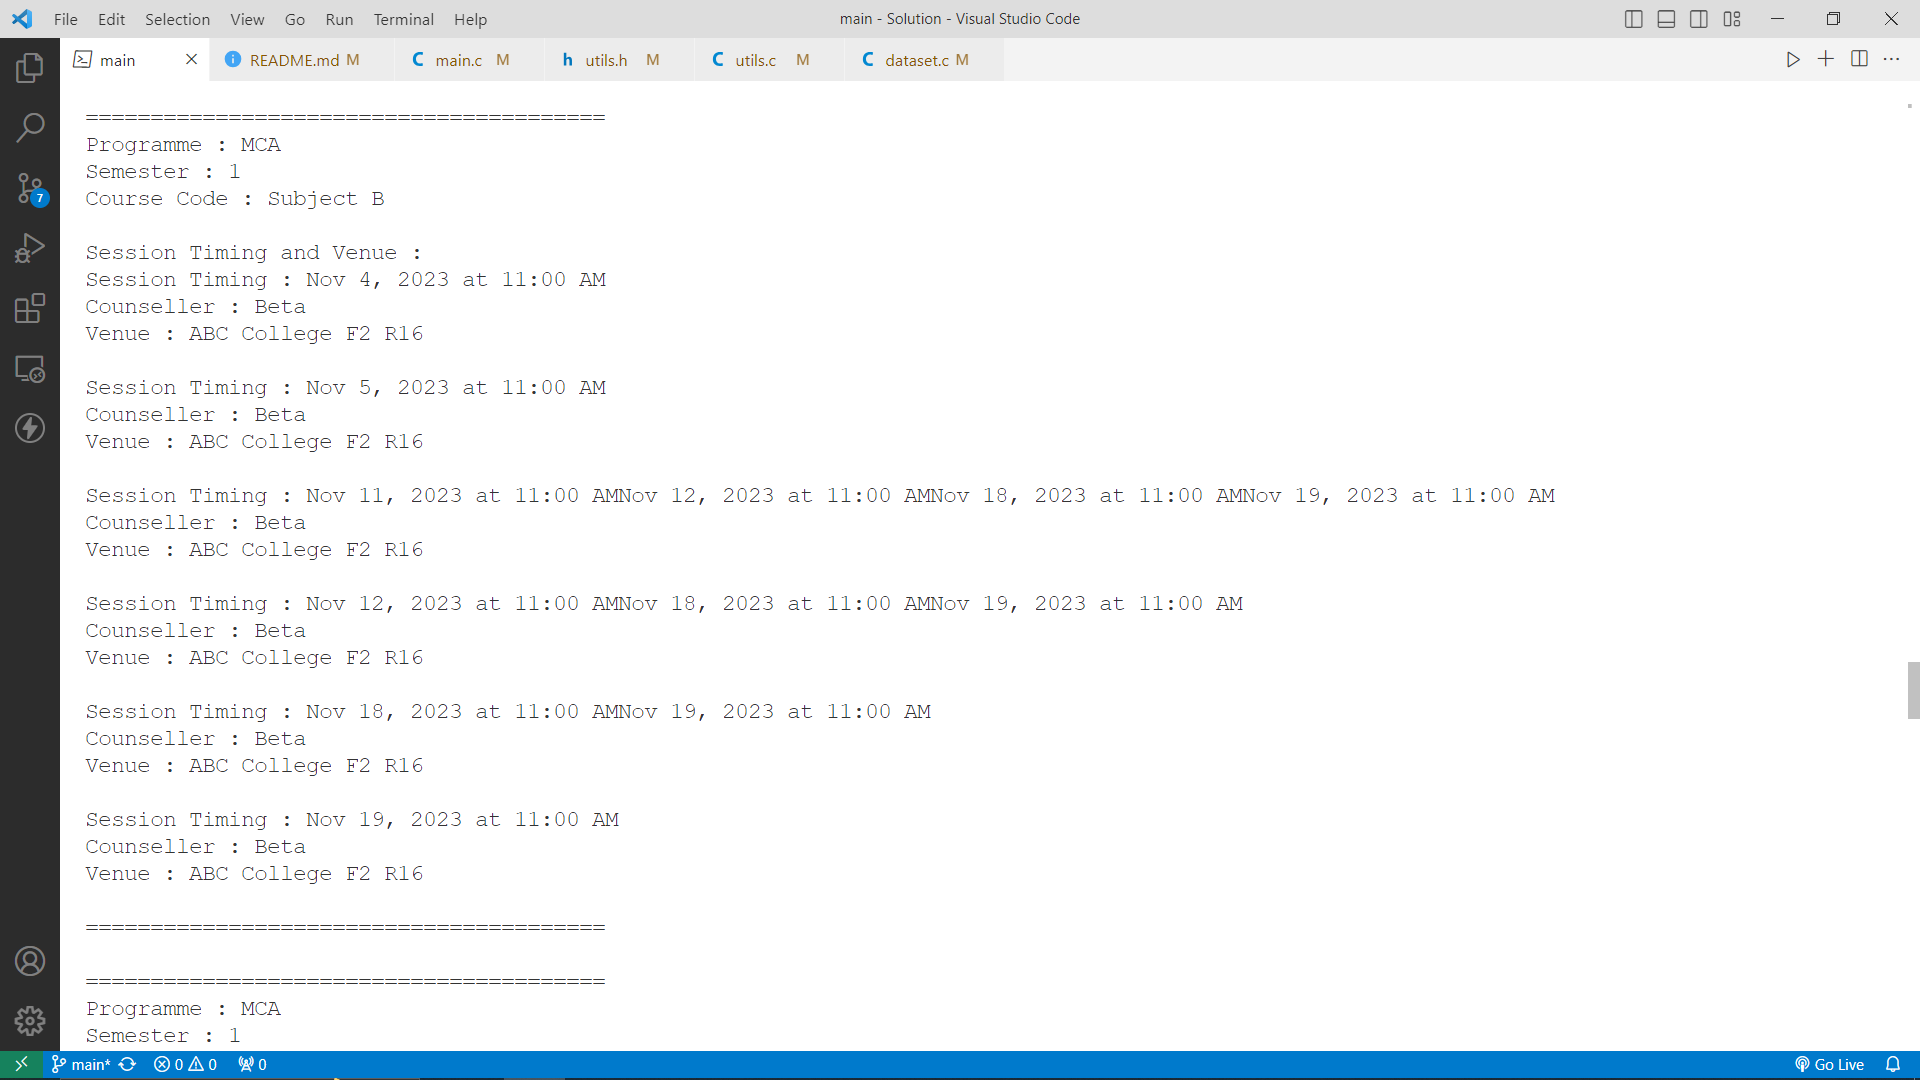 File Edit Selection View Go Run Terminal Help
main - Solution - Visual Studio Code
main
README.md M
main.c M
utils.h M
utils.c M
dataset.c M
========================================
Programme : MCA
Semester : 1
Course Code : Subject B
Session Timing and Venue :
Session Timing : Nov 4, 2023 at 11:00 AM
Counseller : Beta
Venue : ABC College F2 R16
Session Timing : Nov 5, 2023 at 11:00 AM
Counseller : Beta
Venue : ABC College F2 R16
Session Timing : Nov 11, 2023 at 11:00 AMNov 12, 2023 at 11:00 AMNov 18, 2023 at 11:00 AMNov 19, 2023 at 11:00 AM
Counseller : Beta
Venue : ABC College F2 R16
Session Timing : Nov 12, 2023 at 11:00 AMNov 18, 2023 at 11:00 AMNov 19, 2023 at 11:00 AM
Counseller : Beta
Venue : ABC College F2 R16
Session Timing : Nov 18, 2023 at 11:00 AMNov 19, 2023 at 11:00 AM
Counseller : Beta
Venue : ABC College F2 R16
Session Timing : Nov 19, 2023 at 11:00 AM
Counseller : Beta
Venue : ABC College F2 R16
========================================
========================================
Programme : MCA
Semester : 1
7
main* 0 0 0
Go Live